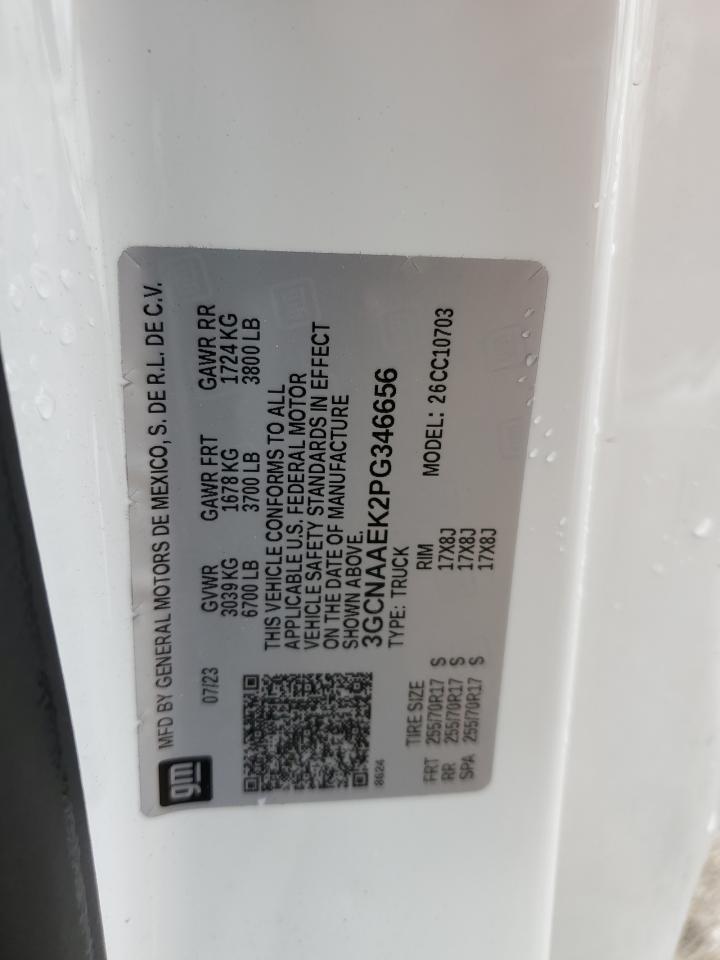 gm
MFD BY GENERAL MOTORS DE MEXICO, S. DE R.L. DE C.V.
07/23 GVWR GAWR FRT GAWR RR
3039 KG 1678 KG 1724 KG
6700 LB 3700 LB 3800 LB
THIS VEHICLE CONFORMS TO ALL
APPLICABLE U.S. FEDERAL MOTOR
VEHICLE SAFETY STANDARDS IN EFFECT
ON THE DATE OF MANUFACTURE
SHOWN ABOVE.
3GCNAAEK2PG346656
8624 TYPE: TRUCK MODEL: 26CC10703
TIRE SIZE RIM
FRT 255/70R17 S 17X8J
RR 255/70R17 S 17X8J
SPA 255/70R17 S 17X8J